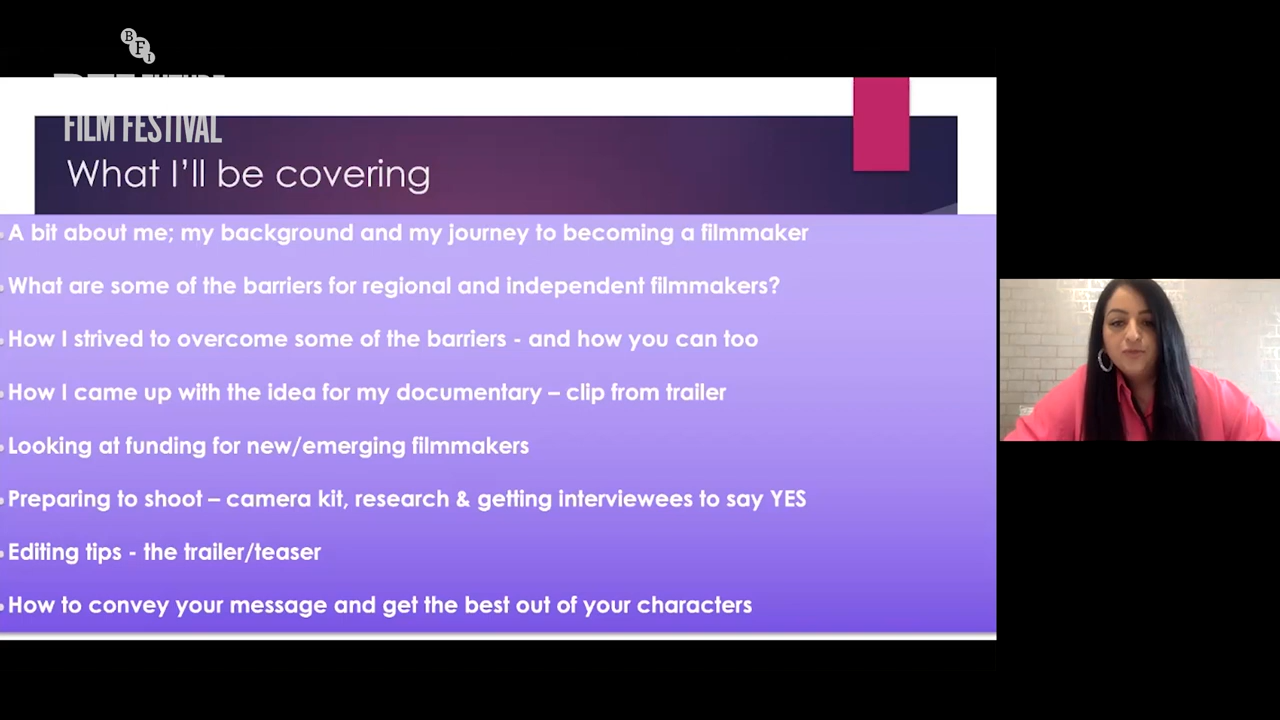 BFI
FUTURE
FILM FESTIVAL
What I'll be covering
A bit about me; my background and my journey to becoming a filmmaker
What are some of the barriers for regional and independent filmmakers?
How I strived to overcome some of the barriers - and how you can too
How I came up with the idea for my documentary – clip from trailer
Looking at funding for new/emerging filmmakers
Preparing to shoot – camera kit, research & getting interviewees to say YES
Editing tips - the trailer/teaser
How to convey your message and get the best out of your characters